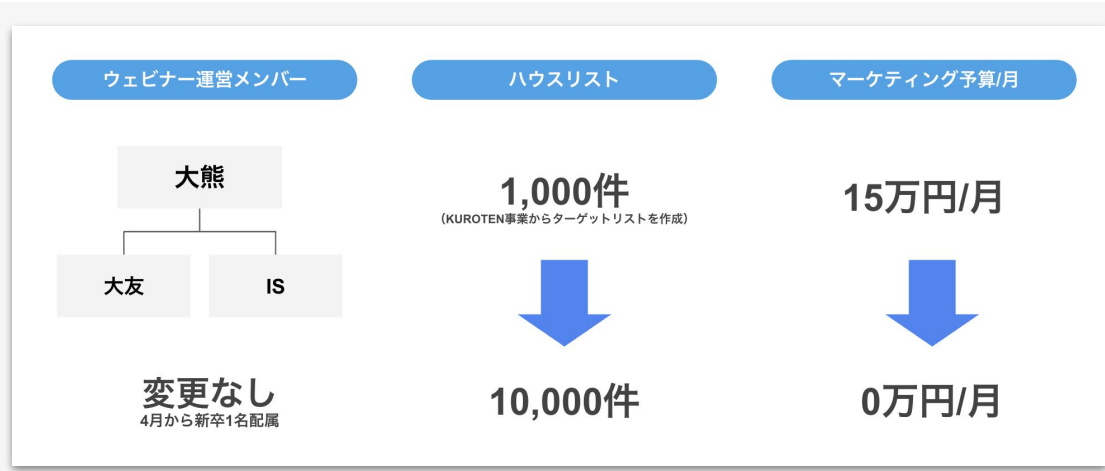 ウェビナー運営メンバー
大熊
大友
IS
変更なし
4月から新卒1名配属
ハウスリスト
1,000件
（KUROTEN事業からターゲットリストを作成）
10,000件
マーケティング予算/月
15万円/月
0万円/月